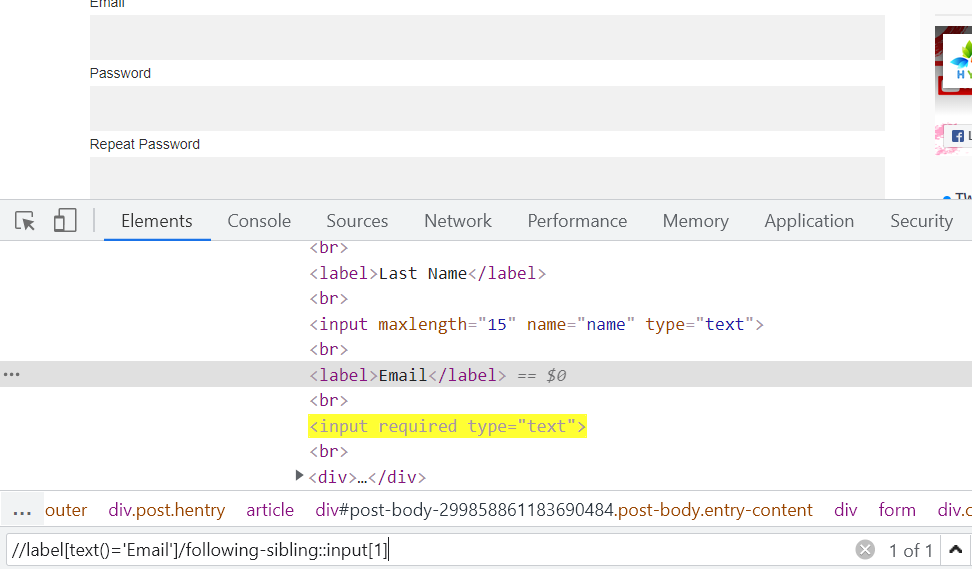 Email
Password
Repeat Password
HY
L
TW
Elements Console Sources Network Performance Memory Application Security
<br>
<label>Last Name</label>
<br>
<input maxlength="15" name="name" type="text">
<br>
... <label>Email</label> == $0
<br>
<input required type="text">
<br>
<div>…</div>
... outer div.post.hentry article div#post-body-299858861183690484.post-body.entry-content div form div.c
//label[text()='Email']/following-sibling::input[1] 1 of 1